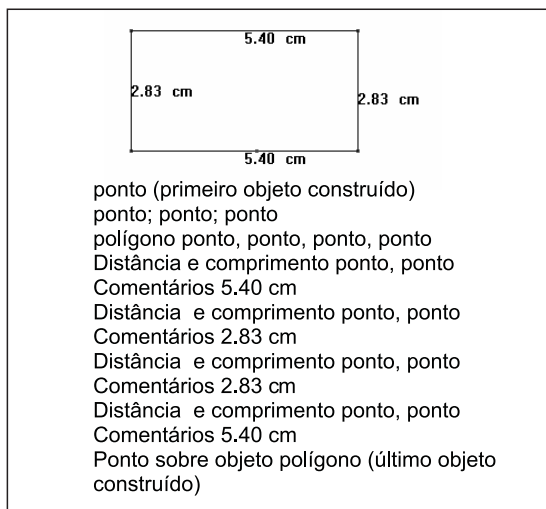 5.40 cm
2.83 cm
2.83 cm
5.40 cm
ponto (primeiro objeto construído)
ponto; ponto; ponto
polígono ponto, ponto, ponto, ponto
Distância e comprimento ponto, ponto
Comentários 5.40 cm
Distância e comprimento ponto, ponto
Comentários 2.83 cm
Distância e comprimento ponto, ponto
Comentários 2.83 cm
Distância e comprimento ponto, ponto
Comentários 5.40 cm
Ponto sobre objeto polígono (último objeto
construído)